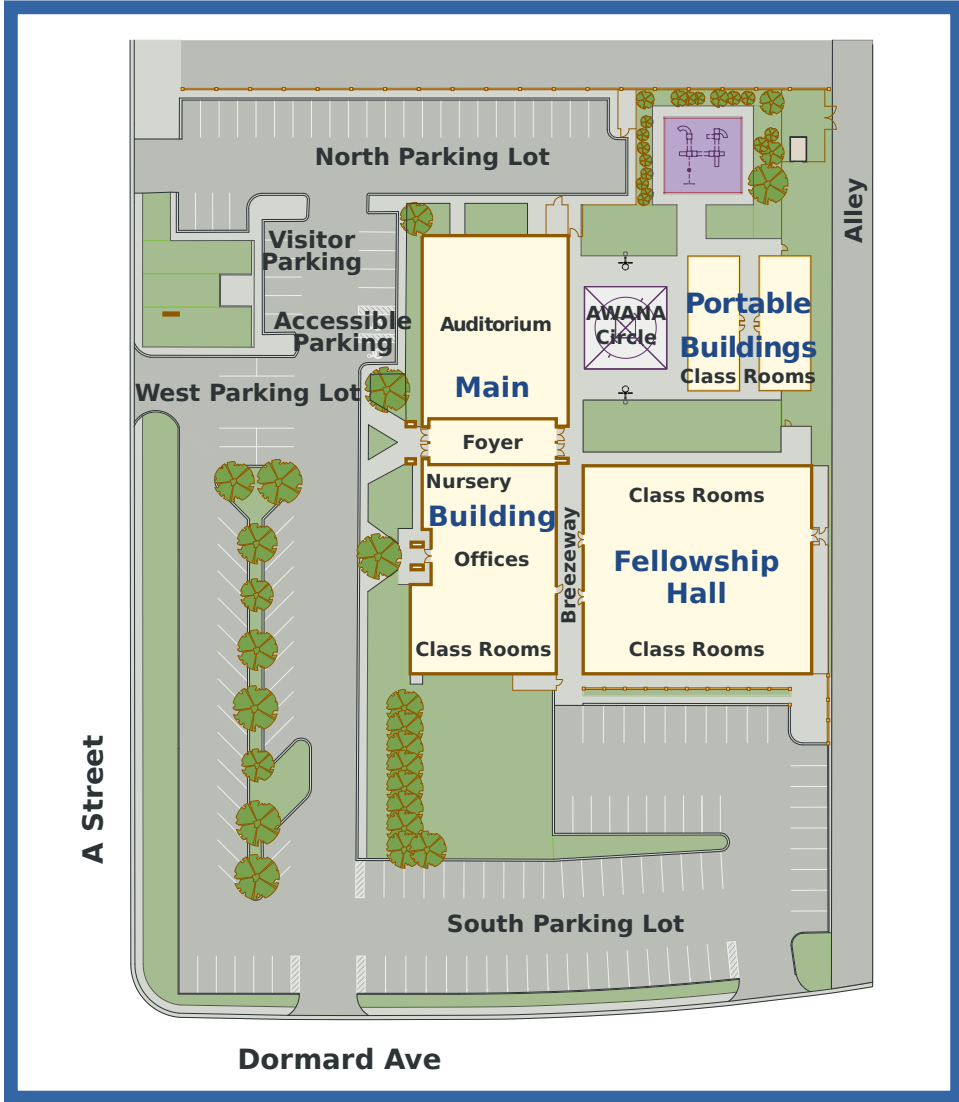 North Parking Lot
Alley
Visitor
Parking
Accessible
Parking
West Parking Lot
Auditorium
Main
Foyer
Nursery
Building
Offices
Class Rooms
AWANA
Circle
Portable
Buildings
Class Rooms
Breezeway
Class Rooms
Fellowship
Hall
Class Rooms
A Street
South Parking Lot
Dormard Ave